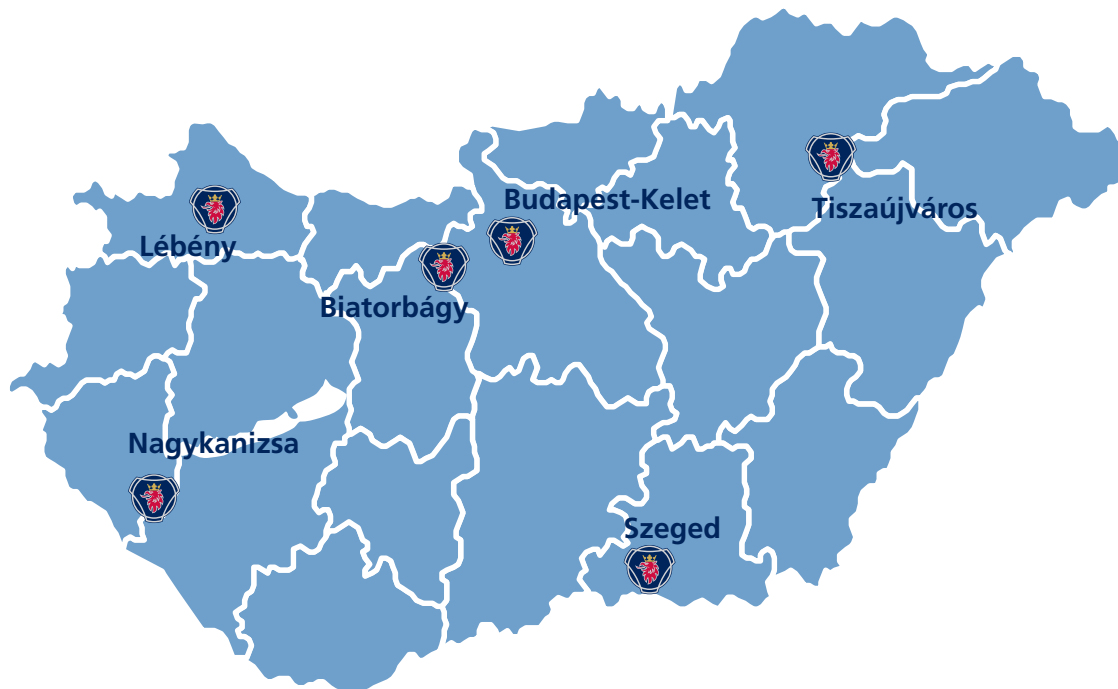 Budapest-Kelet
Tiszaújváros
Lébény
Biatorbágy
Nagykanizsa
Szeged